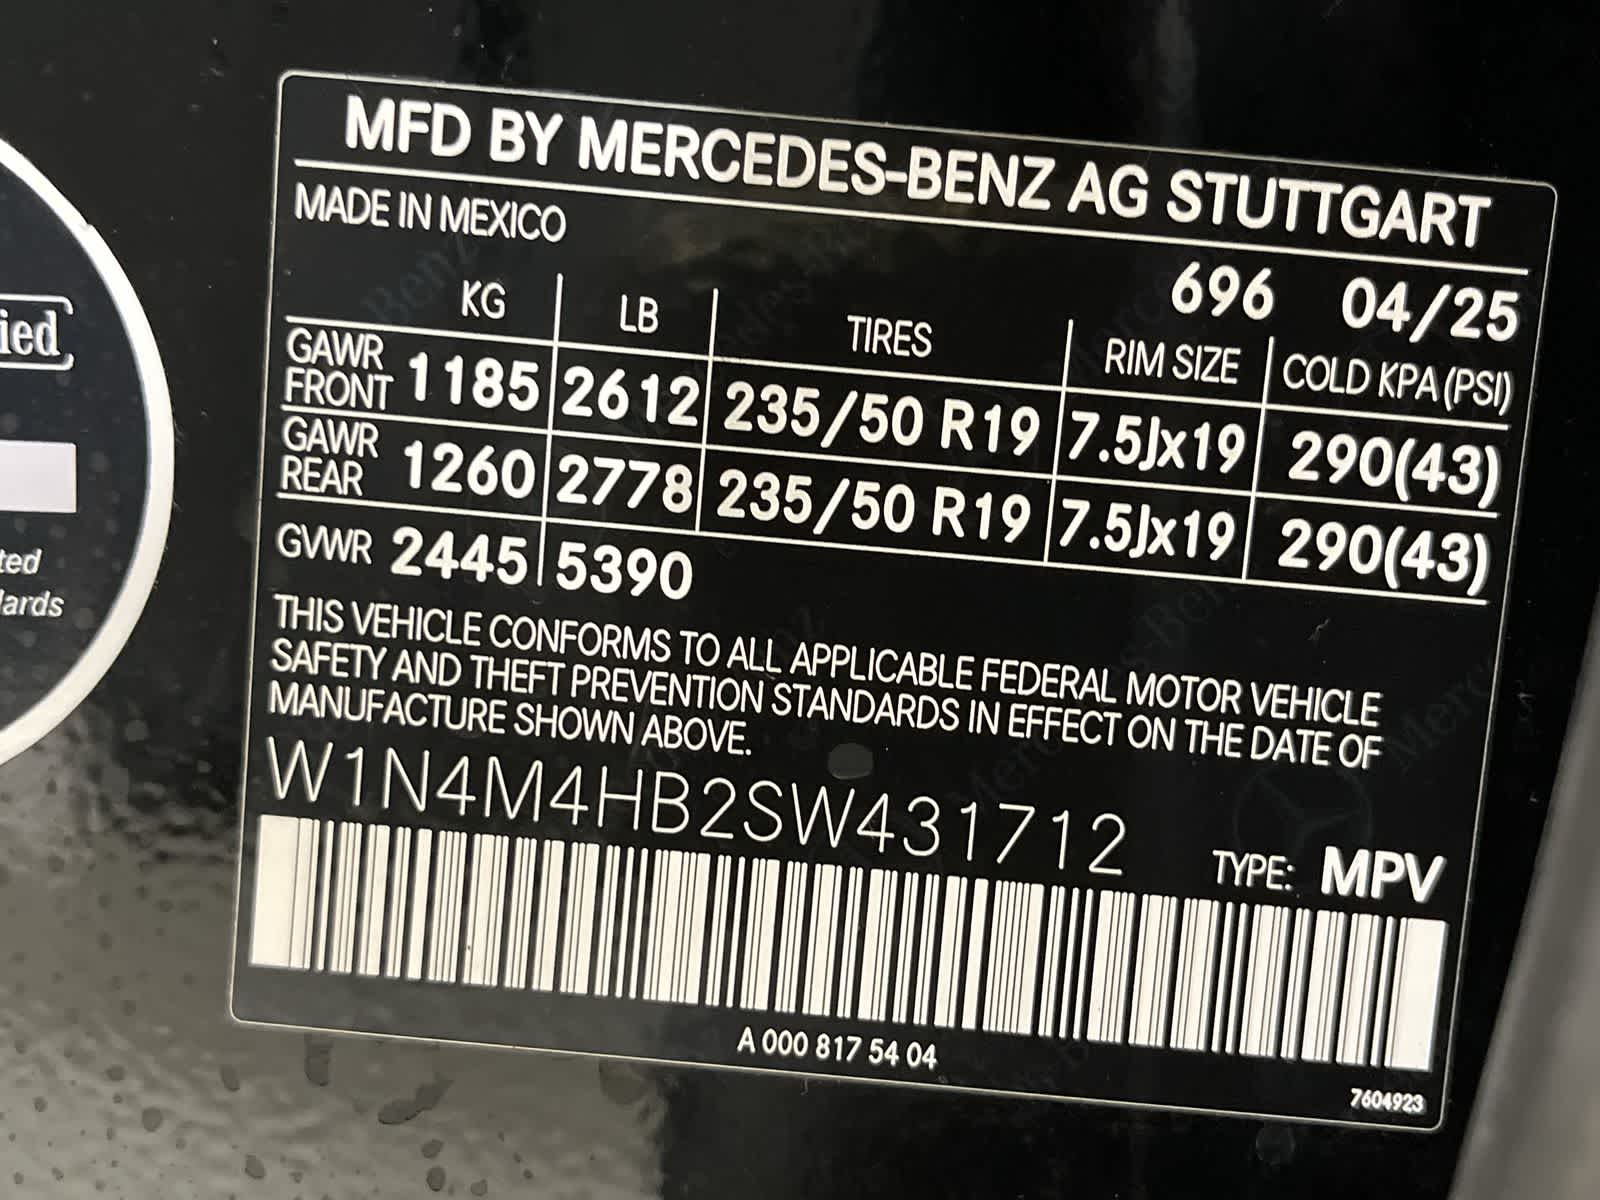 MFD BY MERCEDES-BENZ AG STUTTGART
MADE IN MEXICO
696 04/25
KG LB TIRES RIM SIZE COLD KPA (PSI)
GAWR FRONT 1185 2612 235/50 R19 7.5Jx19 290(43)
GAWR REAR 1260 2778 235/50 R19 7.5Jx19 290(43)
GVWR 2445 5390
THIS VEHICLE CONFORMS TO ALL APPLICABLE FEDERAL MOTOR VEHICLE
SAFETY AND THEFT PREVENTION STANDARDS IN EFFECT ON THE DATE OF
MANUFACTURE SHOWN ABOVE.
W1N4M4HB2SW431712
TYPE: MPV
A 000 817 54 04
7604923
ied
ted
lards